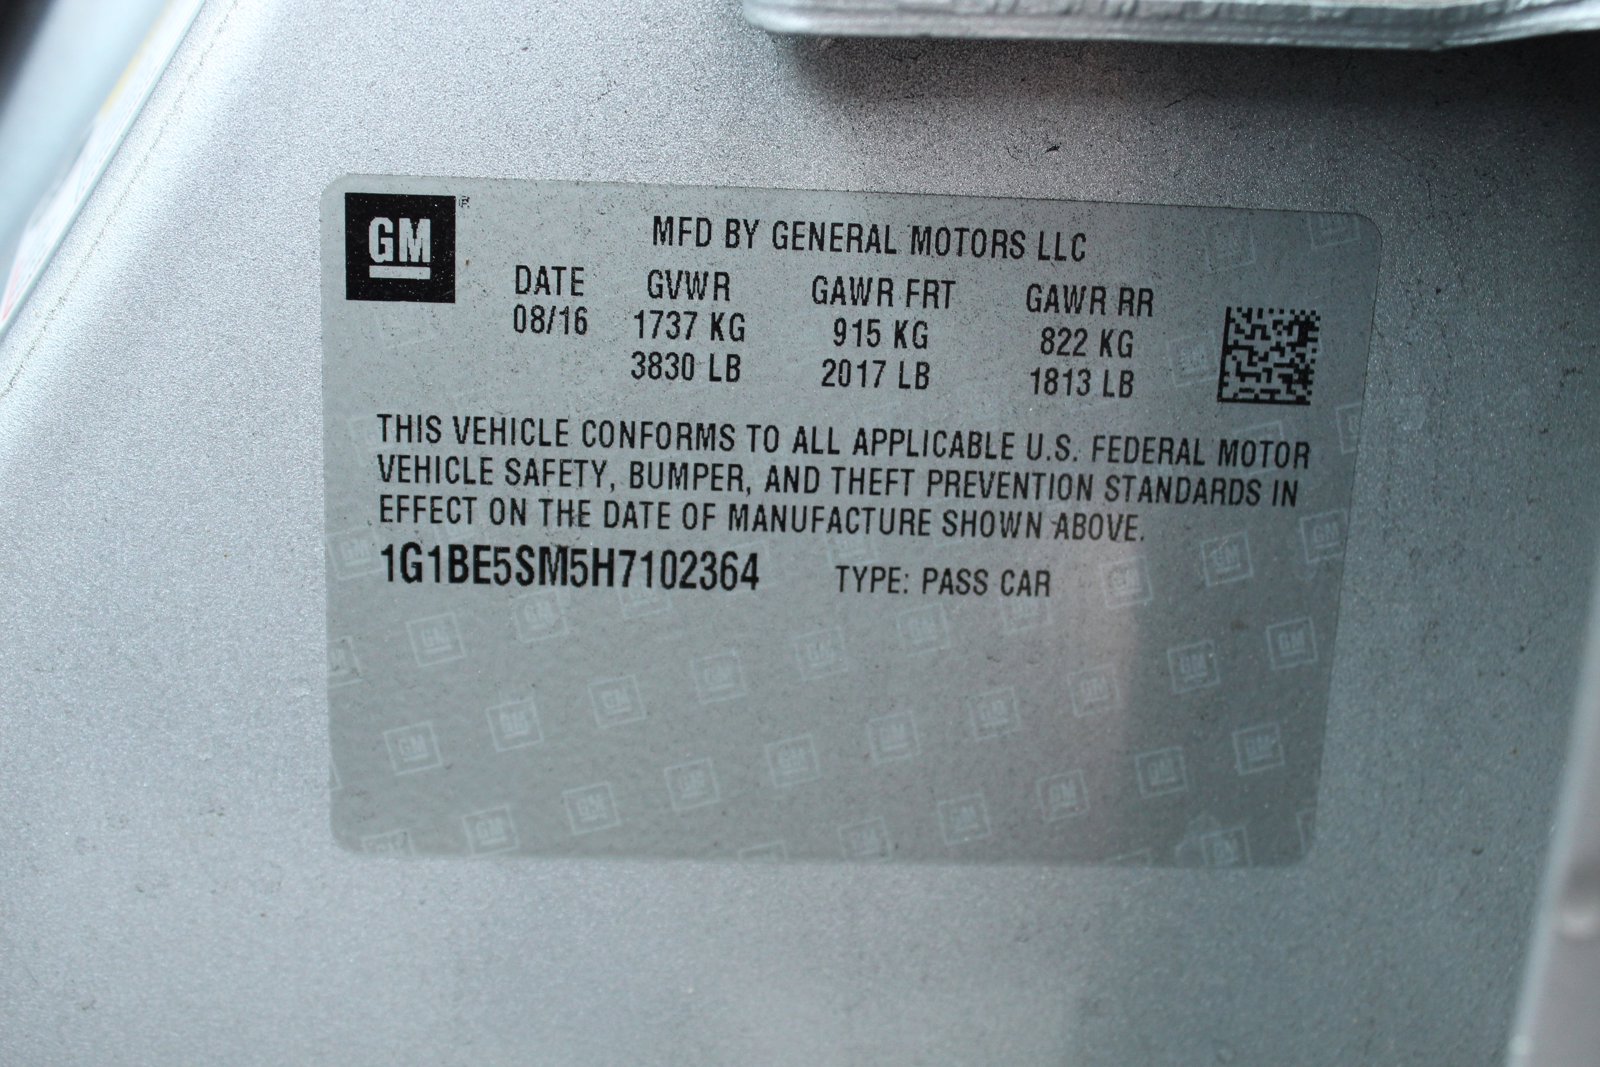 GM
MFD BY GENERAL MOTORS LLC
DATE GVWR GAWR FRT GAWR RR
08/16 1737 KG 915 KG 822 KG
3830 LB 2017 LB 1813 LB
THIS VEHICLE CONFORMS TO ALL APPLICABLE U.S. FEDERAL MOTOR
VEHICLE SAFETY, BUMPER, AND THEFT PREVENTION STANDARDS IN
EFFECT ON THE DATE OF MANUFACTURE SHOWN ABOVE.
1G1BE5SM5H7102364 TYPE: PASS CAR